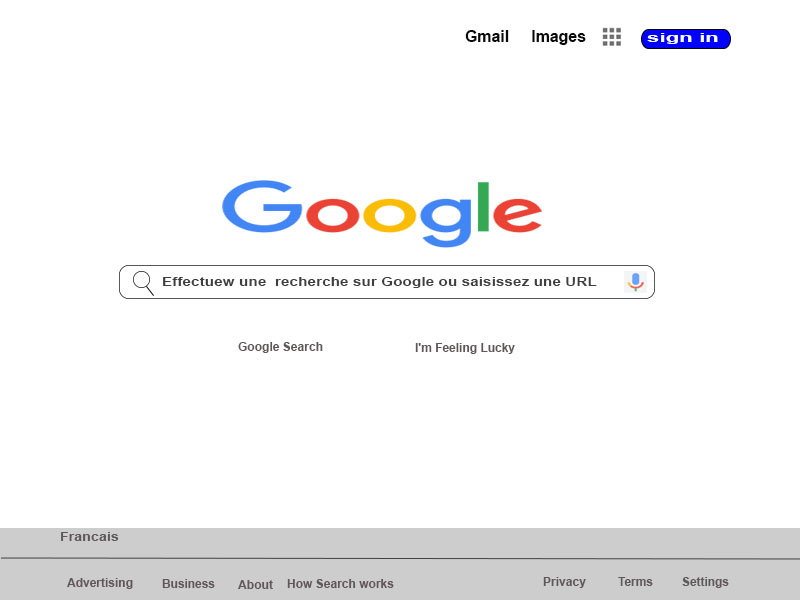 Gmail Images sign in
Google
Effectuew une recherche sur Google ou saisissez une URL
Google Search I'm Feeling Lucky
Francais
Advertising Business About How Search works Privacy Terms Settings